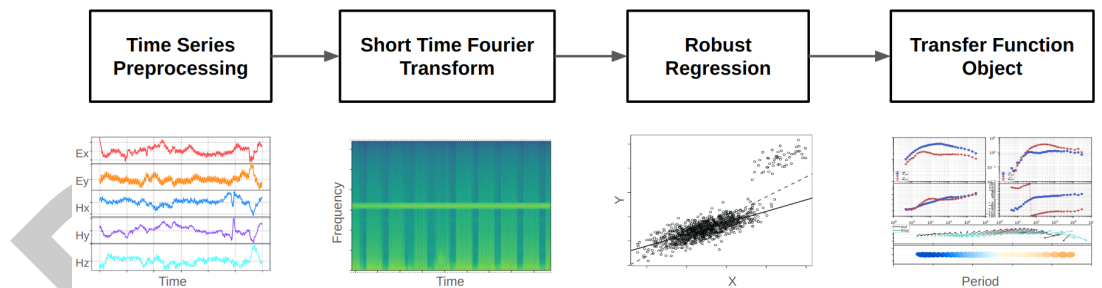 Time Series
Preprocessing
Short Time Fourier
Transform
Robust
Regression
Transfer Function
Object
Ex
Ey
Hx
Hy
Hz
Time
Frequency
Time
Y
X
Period